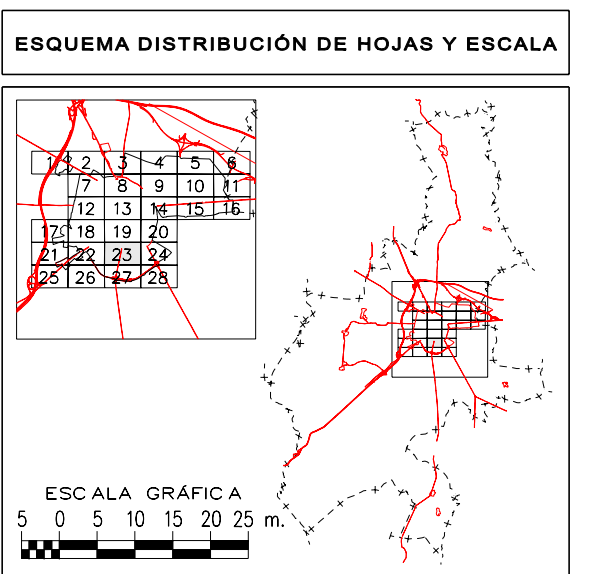 ESQUEMA DISTRIBUCIÓN DE HOJAS Y ESCALA
1 2 3 4 5 6
7 8 9 10 11
12 13 14 15 16
17 18 19 20
21 22 23 24
25 26 27 28
ESCALA GRÁFICA
5 0 5 10 15 20 25 m.